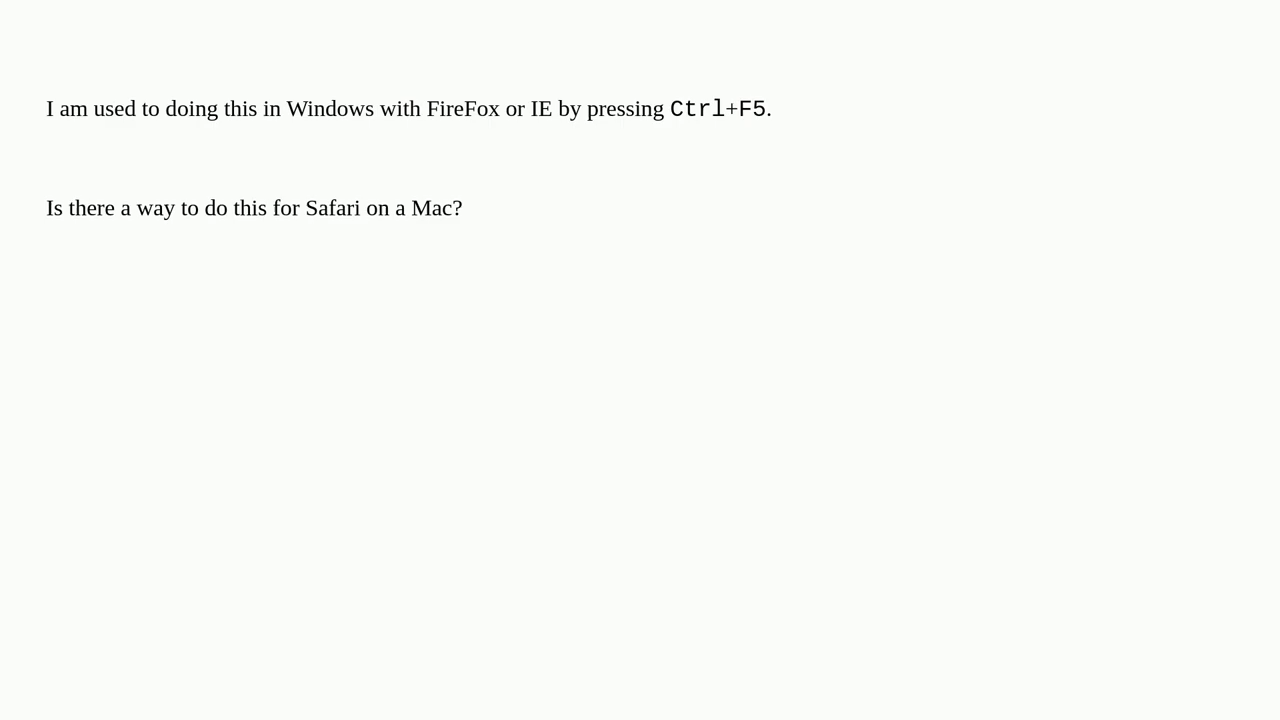 I am used to doing this in Windows with FireFox or IE by pressing Ctrl+F5.
Is there a way to do this for Safari on a Mac?